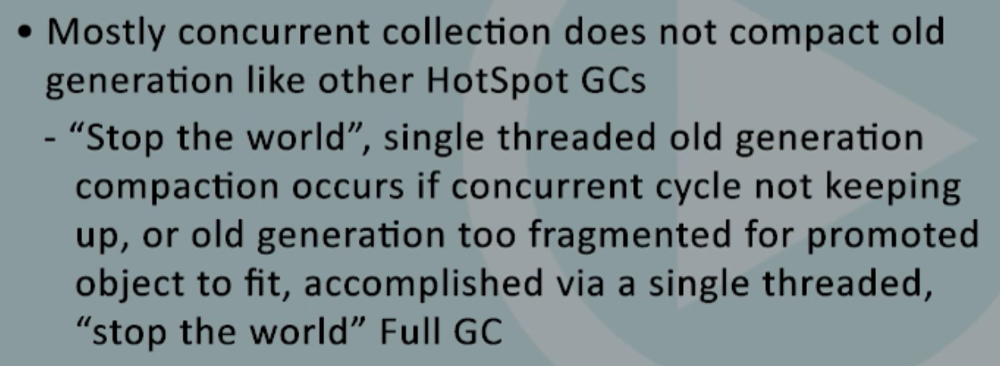 • Mostly concurrent collection does not compact old
generation like other HotSpot GCs
- “Stop the world”, single threaded old generation
compaction occurs if concurrent cycle not keeping
up, or old generation too fragmented for promoted
object to fit, accomplished via a single threaded,
“stop the world” Full GC